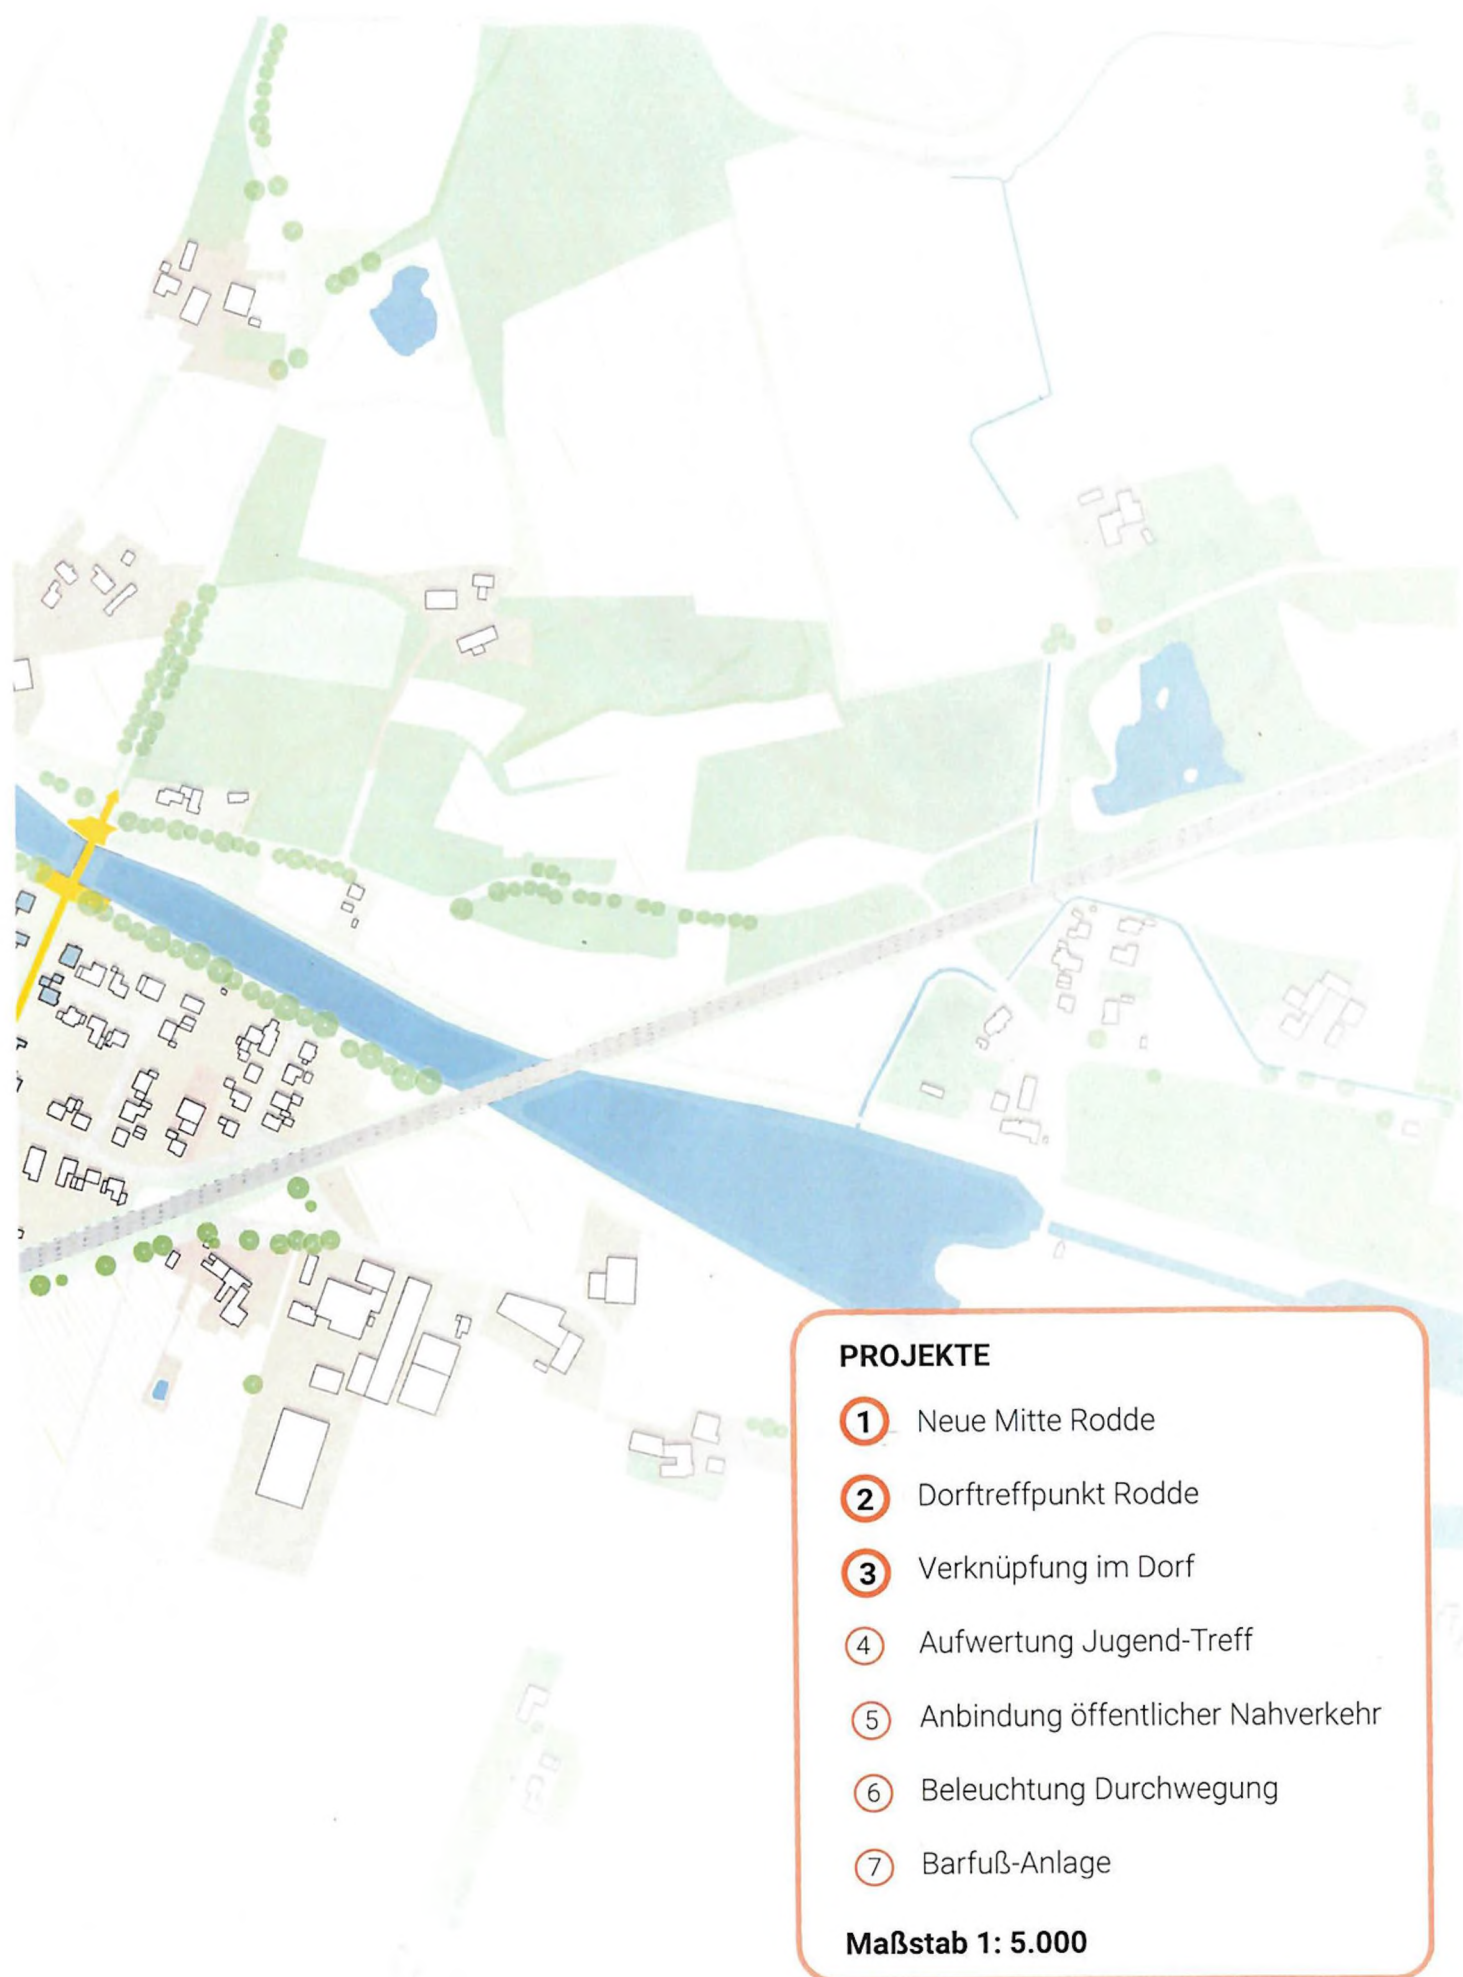 PROJEKTE
1 Neue Mitte Rodde
2 Dorftreffpunkt Rodde
3 Verknüpfung im Dorf
4 Aufwertung Jugend-Treff
5 Anbindung öffentlicher Nahverkehr
6 Beleuchtung Durchwegung
7 Barfuß-Anlage
Maßstab 1: 5.000